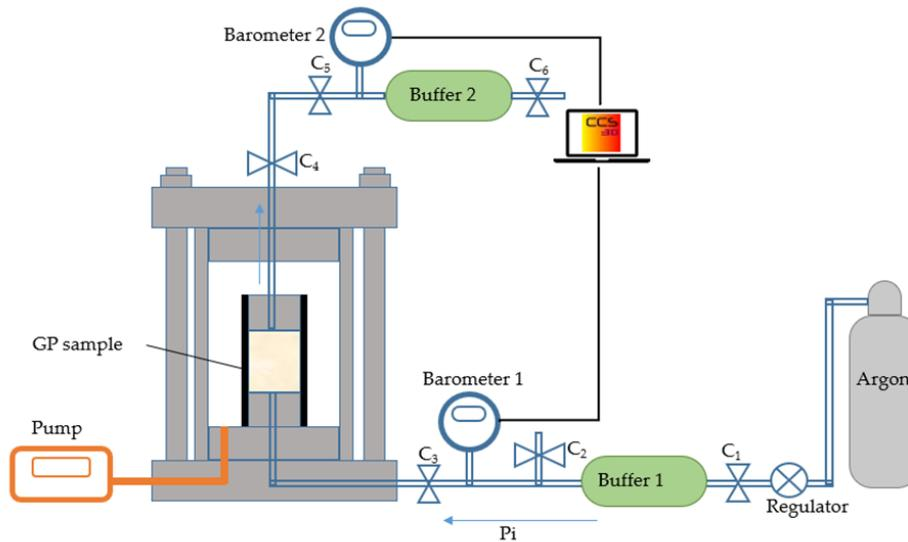 Barometer 2
C5
C6
Buffer 2
CCS
3D
C4
GP sample
Barometer 1
Argon
Pump
C3
C2
C1
Buffer 1
Regulator
Pi